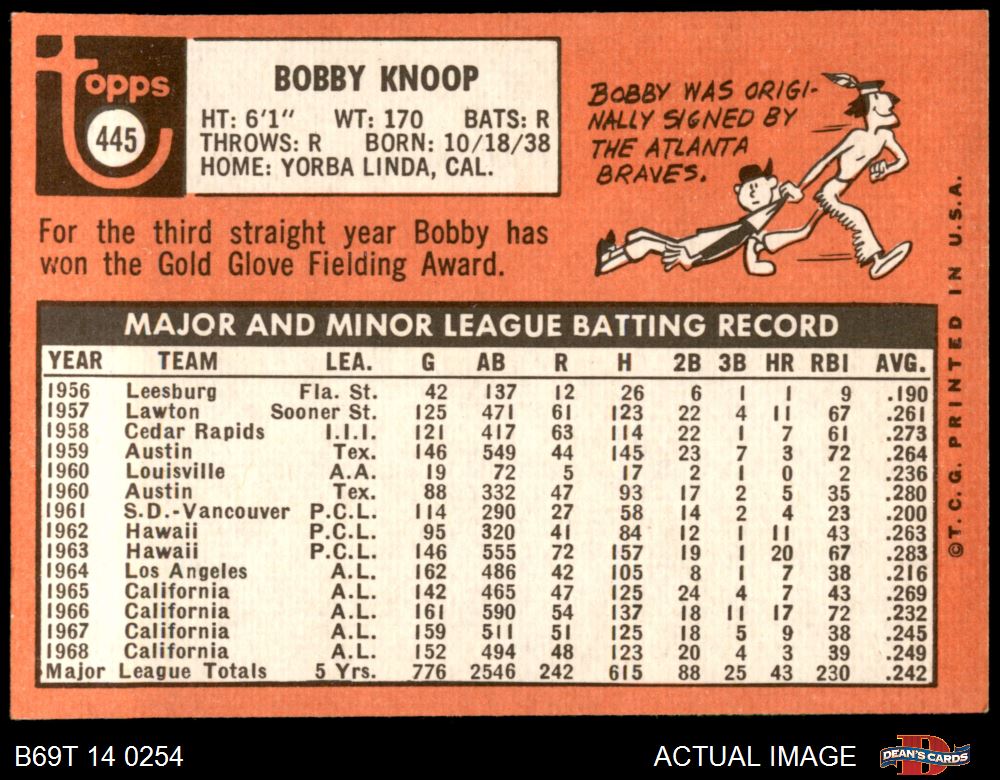 topps
445
BOBBY KNOOP
HT: 6'1" WT: 170 BATS: R
THROWS: R BORN: 10/18/38
HOME: YORBA LINDA, CAL.
BOBBY WAS ORIGI-
NALLY SIGNED BY
THE ATLANTA
BRAVES.
For the third straight year Bobby has
won the Gold Glove Fielding Award.
MAJOR AND MINOR LEAGUE BATTING RECORD
YEAR TEAM LEA. G AB R H 2B 3B HR RBI AVG.
1956 Leesburg Fla. St. 42 137 12 26 6 1 1 9 .190
1957 Lawton Sooner St. 125 471 61 123 22 4 11 67 .261
1958 Cedar Rapids I.I.I. 121 417 63 114 22 1 7 61 .273
1959 Austin Tex. 146 549 44 145 23 7 3 72 .264
1960 Louisville A.A. 19 72 5 17 2 1 0 2 .236
1960 Austin Tex. 88 332 47 93 17 2 5 35 .280
1961 S.D.-Vancouver P.C.L. 114 290 27 58 14 2 4 23 .200
1962 Hawaii P.C.L. 95 320 41 84 12 1 11 43 .263
1963 Hawaii P.C.L. 146 555 72 157 19 1 20 67 .283
1964 Los Angeles A.L. 162 486 42 105 8 1 7 38 .216
1965 California A.L. 142 465 47 125 24 4 7 43 .269
1966 California A.L. 161 590 54 137 18 11 17 72 .232
1967 California A.L. 159 511 51 125 18 5 9 38 .245
1968 California A.L. 152 494 48 123 20 4 3 39 .249
Major League Totals 5 Yrs. 776 2546 242 615 88 25 43 230 .242
© T. C. G. PRINTED IN U.S.A.
B69T 14 0254
ACTUAL IMAGE
DEAN'S CARDS